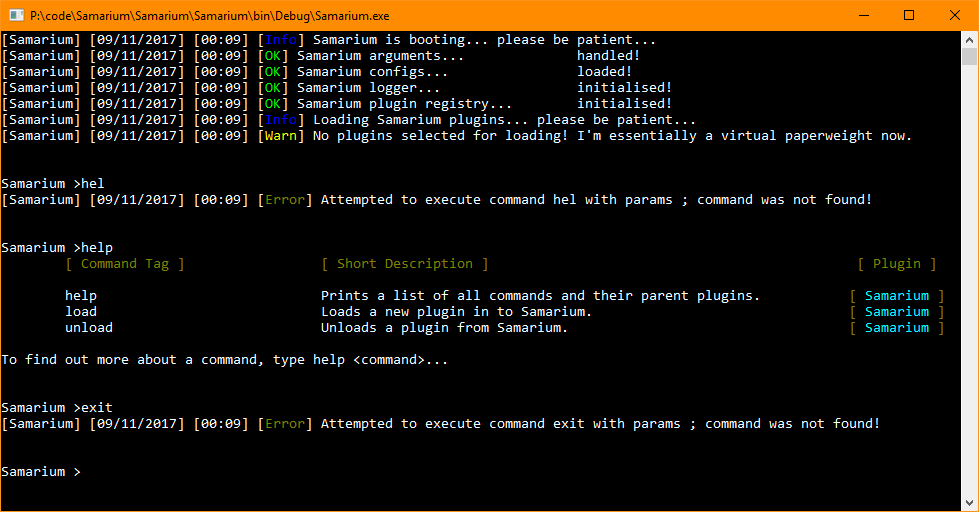 P:\code\Samarium\Samarium\Samarium\bin\Debug\Samarium.exe
[Samarium] [09/11/2017] [00:09] [Info] Samarium is booting... please be patient...
[Samarium] [09/11/2017] [00:09] [OK] Samarium arguments... handled!
[Samarium] [09/11/2017] [00:09] [OK] Samarium configs... loaded!
[Samarium] [09/11/2017] [00:09] [OK] Samarium logger... initialised!
[Samarium] [09/11/2017] [00:09] [OK] Samarium plugin registry... initialised!
[Samarium] [09/11/2017] [00:09] [Info] Loading Samarium plugins... please be patient...
[Samarium] [09/11/2017] [00:09] [Warn] No plugins selected for loading! I'm essentially a virtual paperweight now.
Samarium >hel
[Samarium] [09/11/2017] [00:09] [Error] Attempted to execute command hel with params ; command was not found!
Samarium >help
[ Command Tag ] [ Short Description ] [ Plugin ]
help Prints a list of all commands and their parent plugins. [ Samarium ]
load Loads a new plugin in to Samarium. [ Samarium ]
unload Unloads a plugin from Samarium. [ Samarium ]
To find out more about a command, type help <command>...
Samarium >exit
[Samarium] [09/11/2017] [00:09] [Error] Attempted to execute command exit with params ; command was not found!
Samarium >